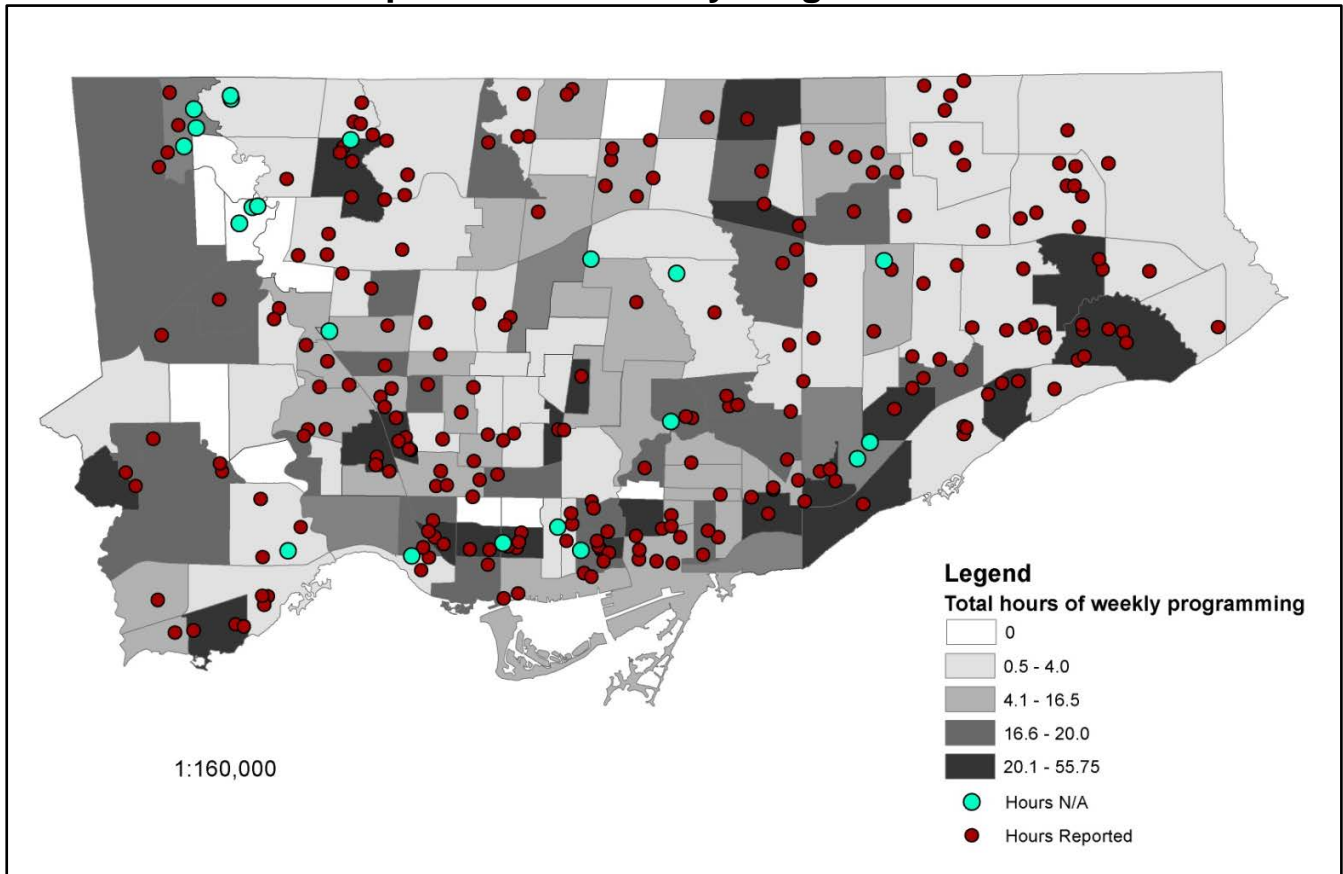 1:160,000
Legend
Total hours of weekly programming
0
0.5 - 4.0
4.1 - 16.5
16.6 - 20.0
20.1 - 55.75
Hours N/A
Hours Reported